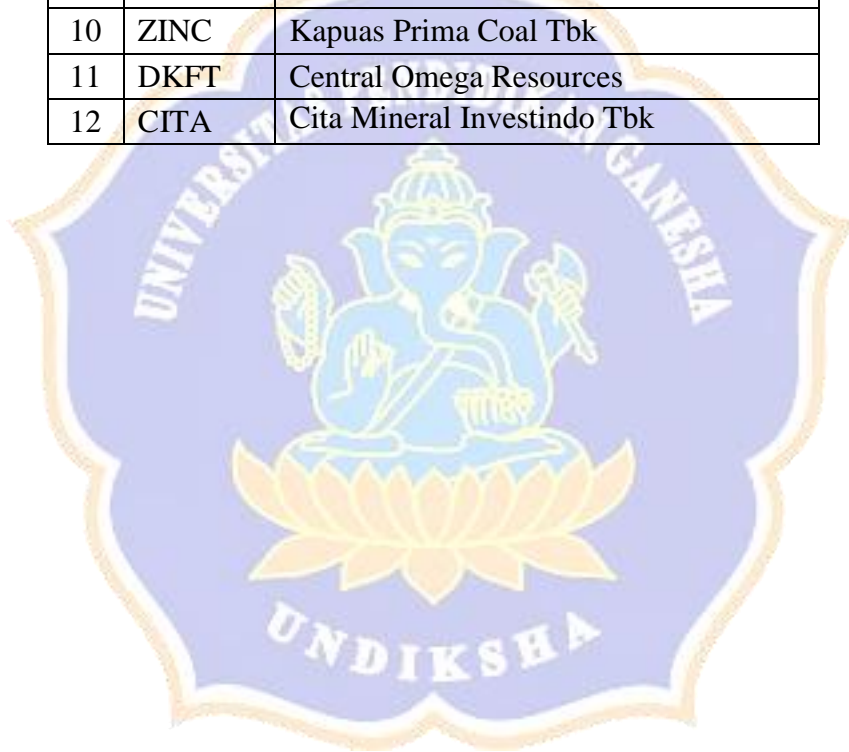 10 ZINC Kapuas Prima Coal Tbk
11 DKFT Central Omega Resources
12 CITA Cita Mineral Investindo Tbk
UNIVERSITAS PENDIDIKAN GANESHA
UNDIKSHA